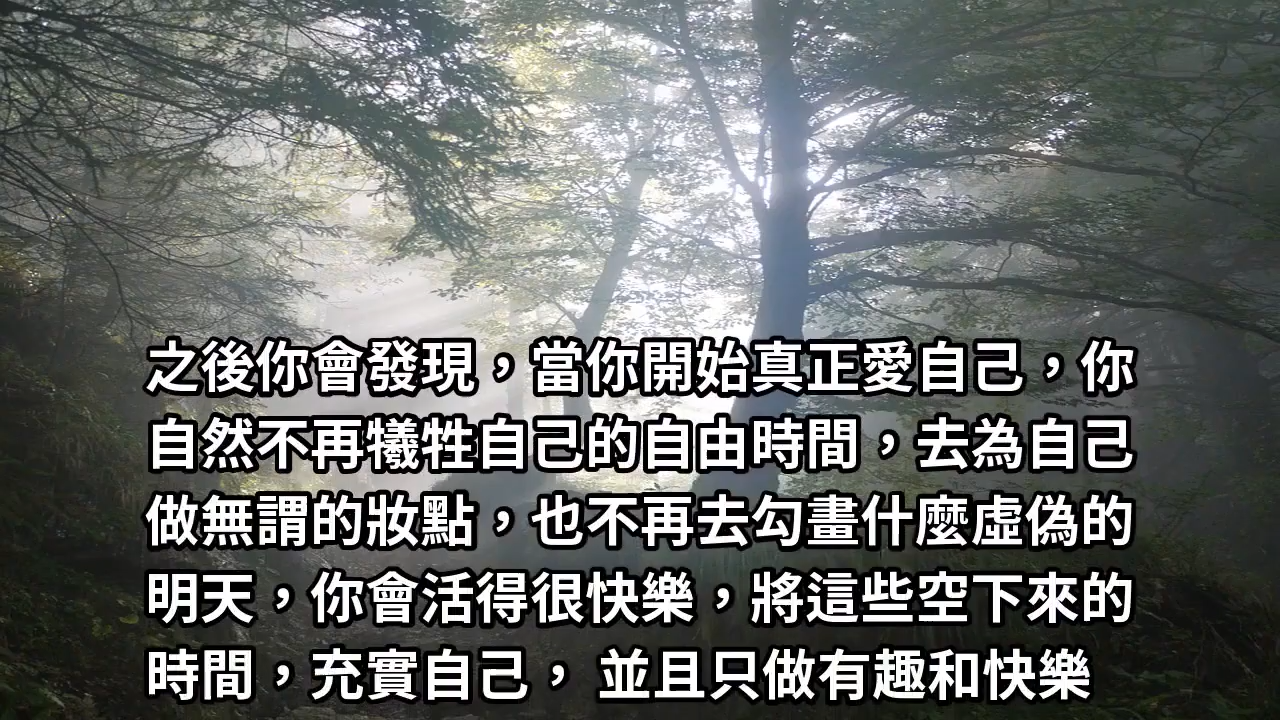 之後你會發現，當你開始真正愛自己，你
自然不再犧牲自己的自由時間，去為自己
做無謂的妝點，也不再去勾畫什麼虛偽的
明天，你會活得很快樂，將這些空下來的
時間，充實自己， 並且只做有趣和快樂